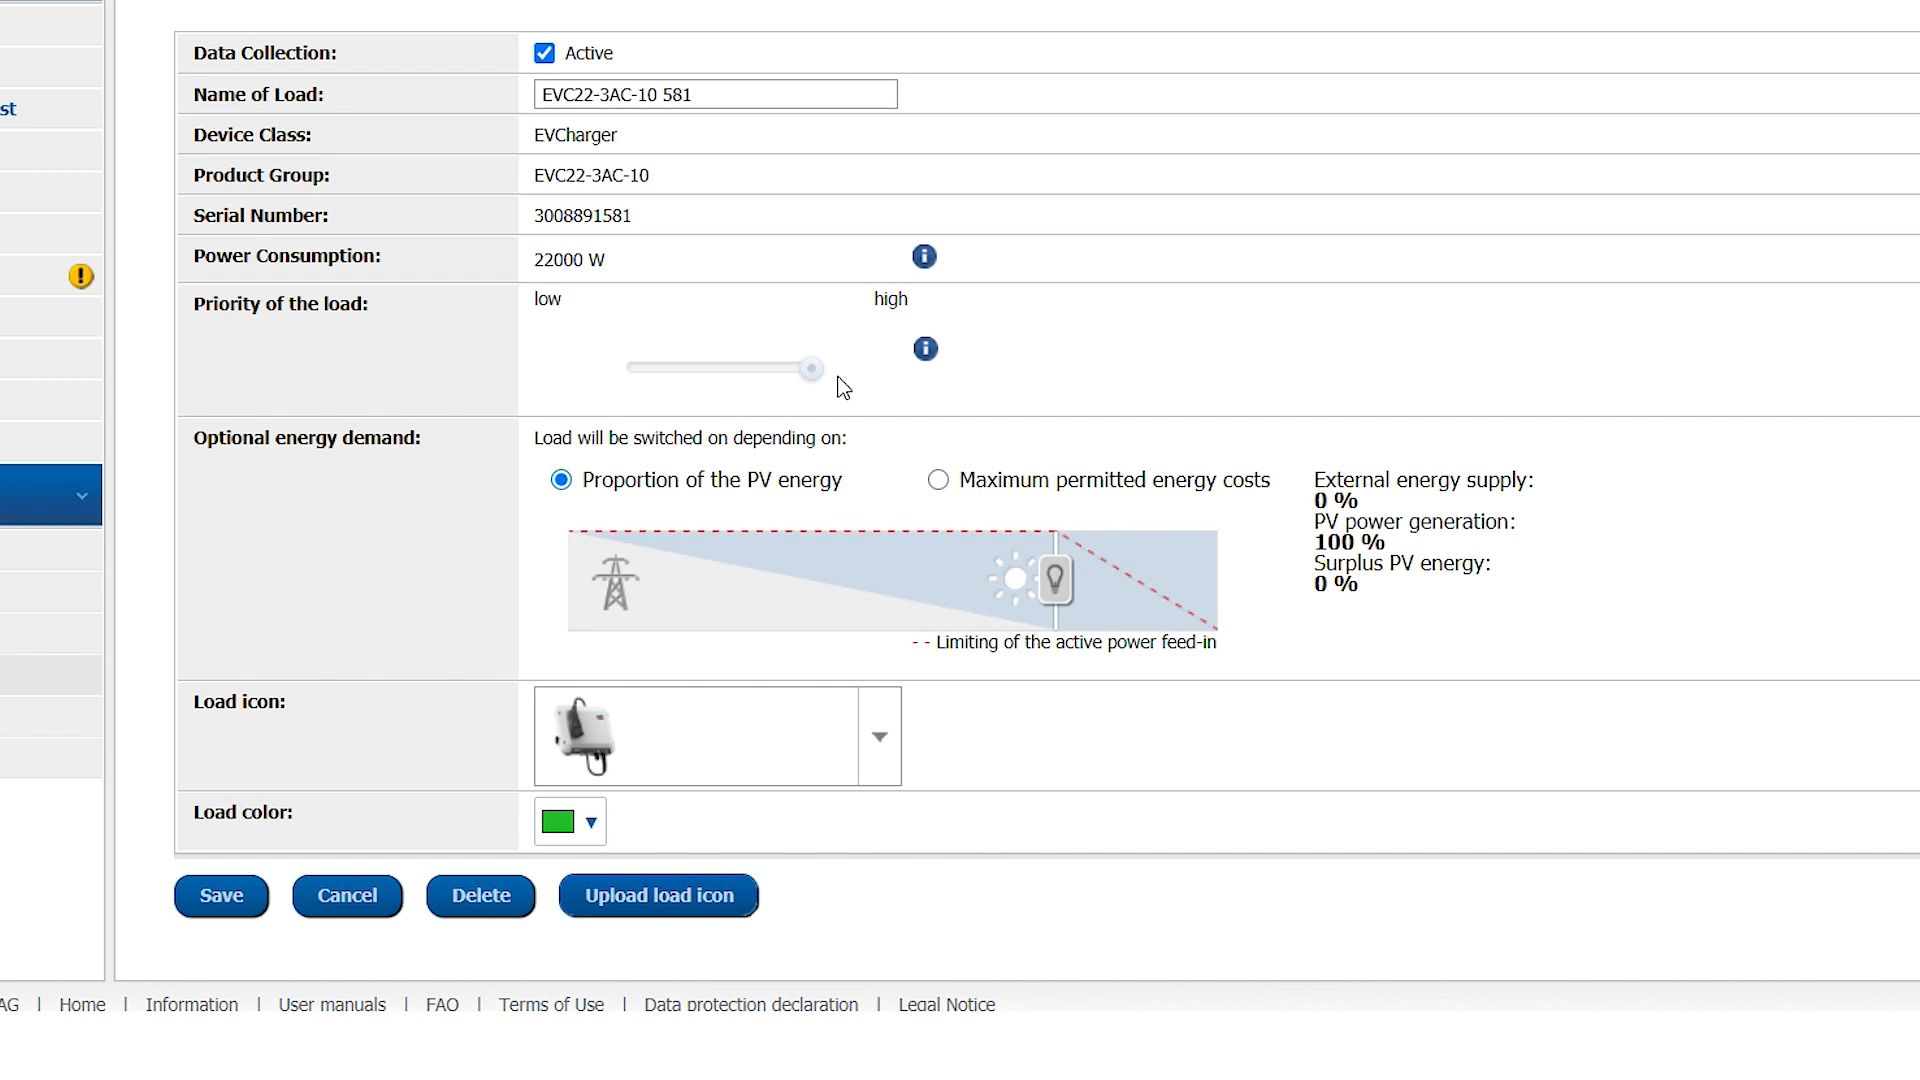 st
Data Collection: Active
Name of Load: EVC22-3AC-10 581
Device Class: EVCharger
Product Group: EVC22-3AC-10
Serial Number: 3008891581
Power Consumption: 22000 W
Priority of the load: low high
Optional energy demand: Load will be switched on depending on:
Proportion of the PV energy Maximum permitted energy costs External energy supply:
0 %
PV power generation:
100 %
Surplus PV energy:
0 %
- - Limiting of the active power feed-in
Load icon:
Load color:
Save Cancel Delete Upload load icon
AG | Home | Information | User manuals | FAQ | Terms of Use | Data protection declaration | Legal Notice